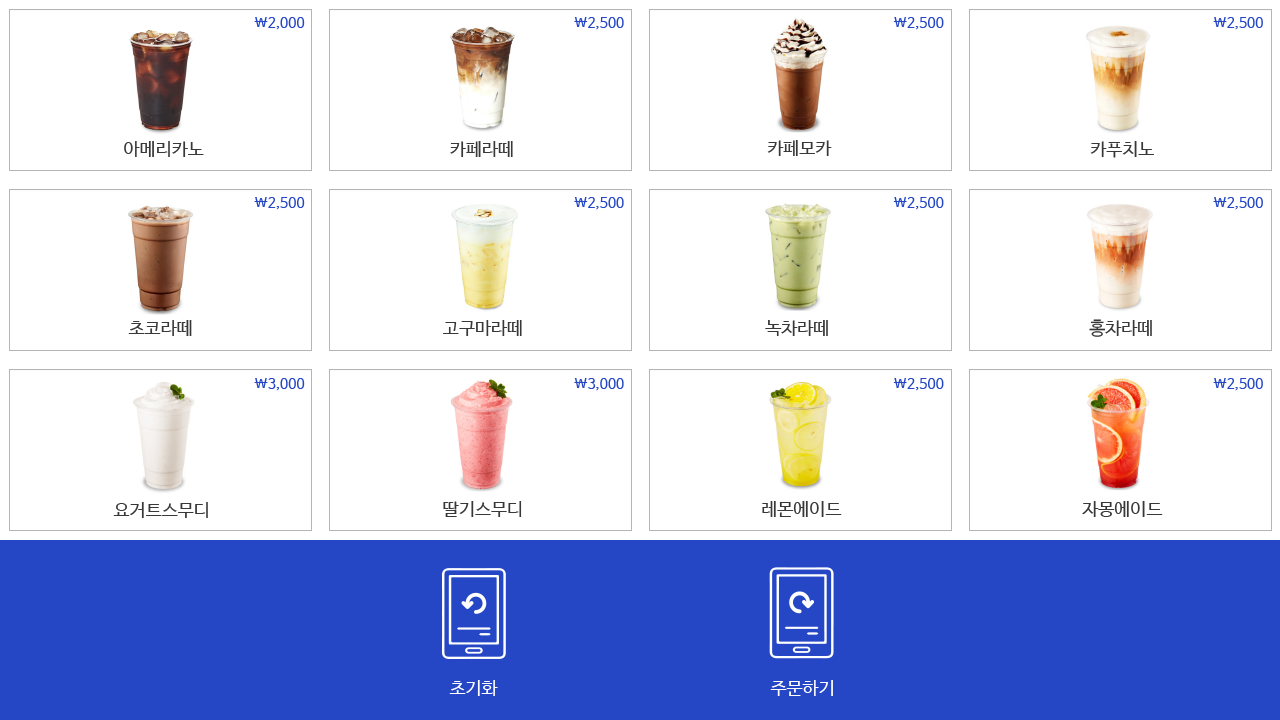 ₩2,000
아메리카노
₩2,500
카페라떼
₩2,500
카페모카
₩2,500
카푸치노
₩2,500
초코라떼
₩2,500
고구마라떼
₩2,500
녹차라떼
₩2,500
홍차라떼
₩3,000
요거트스무디
₩3,000
딸기스무디
₩2,500
레몬에이드
₩2,500
자몽에이드
초기화
주문하기